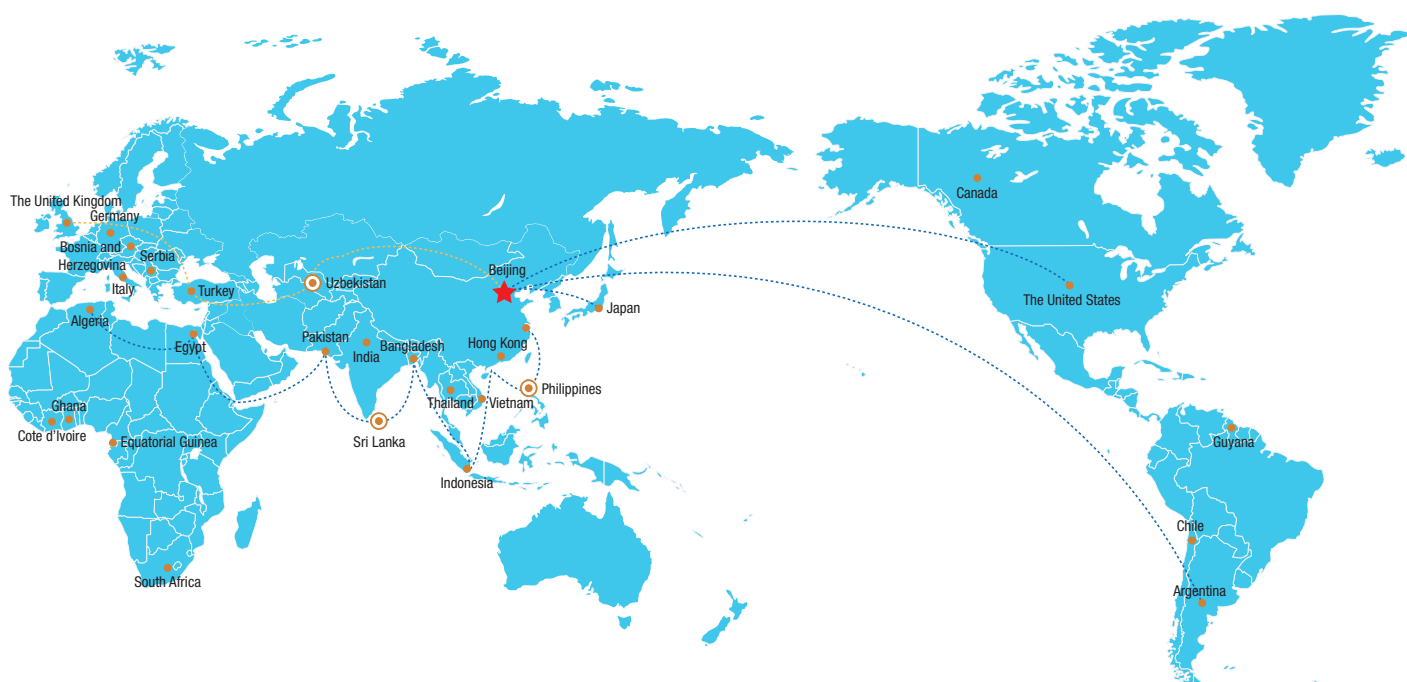 Canada
The United Kingdom
Germany
Bosnia and
Herzegovina
Serbia
Italy
Turkey
Uzbekistan
Beijing
Japan
The United States
Algeria
Egypt
Pakistan
India
Bangladesh
Hong Kong
Philippines
Thailand
Vietnam
Ghana
Cote d'Ivoire
Equatorial Guinea
Sri Lanka
Guyana
Indonesia
Chile
South Africa
Argentina